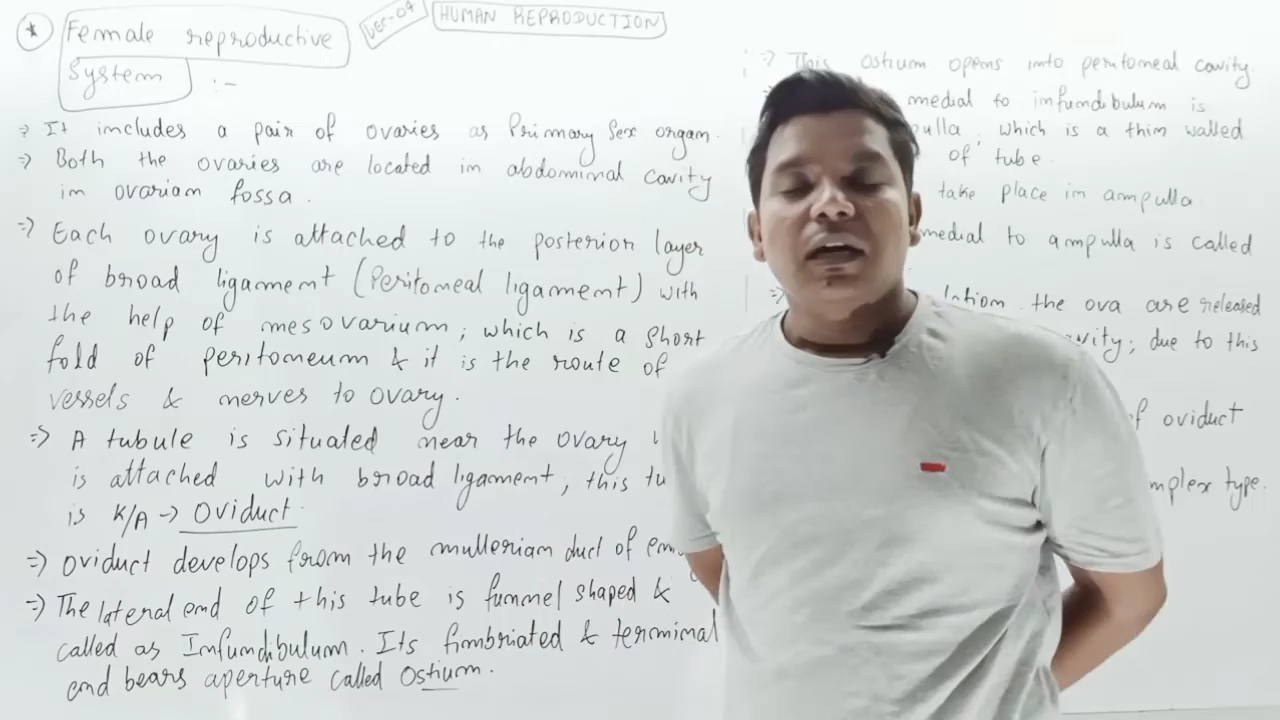 * Female reproductive
System :-
LEC-04
HUMAN REPRODUCTION
⇒ It includes a pair of ovaries as Primary Sex organ.
⇒ Both the ovaries are located in abdominal cavity
in ovarian fossa.
⇒ Each ovary is attached to the posterior layer
of broad ligament (Peritoneal ligament) with
the help of mesovarium, which is a short
fold of peritoneum & it is the route of
vessels & nerves to ovary.
⇒ A tubule is situated near the ovary
is attached with broad ligament, this tu
is K/A → Oviduct.
⇒ Oviduct develops from the mullerian duct of em
⇒ The lateral end of this tube is funnel shaped &
called as Infundibulum. Its fimbriated & terminal
end bears aperture called Ostium.
⇒ This ostium opens into peritoneal cavity.
medial to infundibulum is
pulla, which is a thin walled
of tube.
take place in ampulla
medial to ampulla is called
⇒ lation the ova are released
vity; due to this
f oviduct
mplex type.